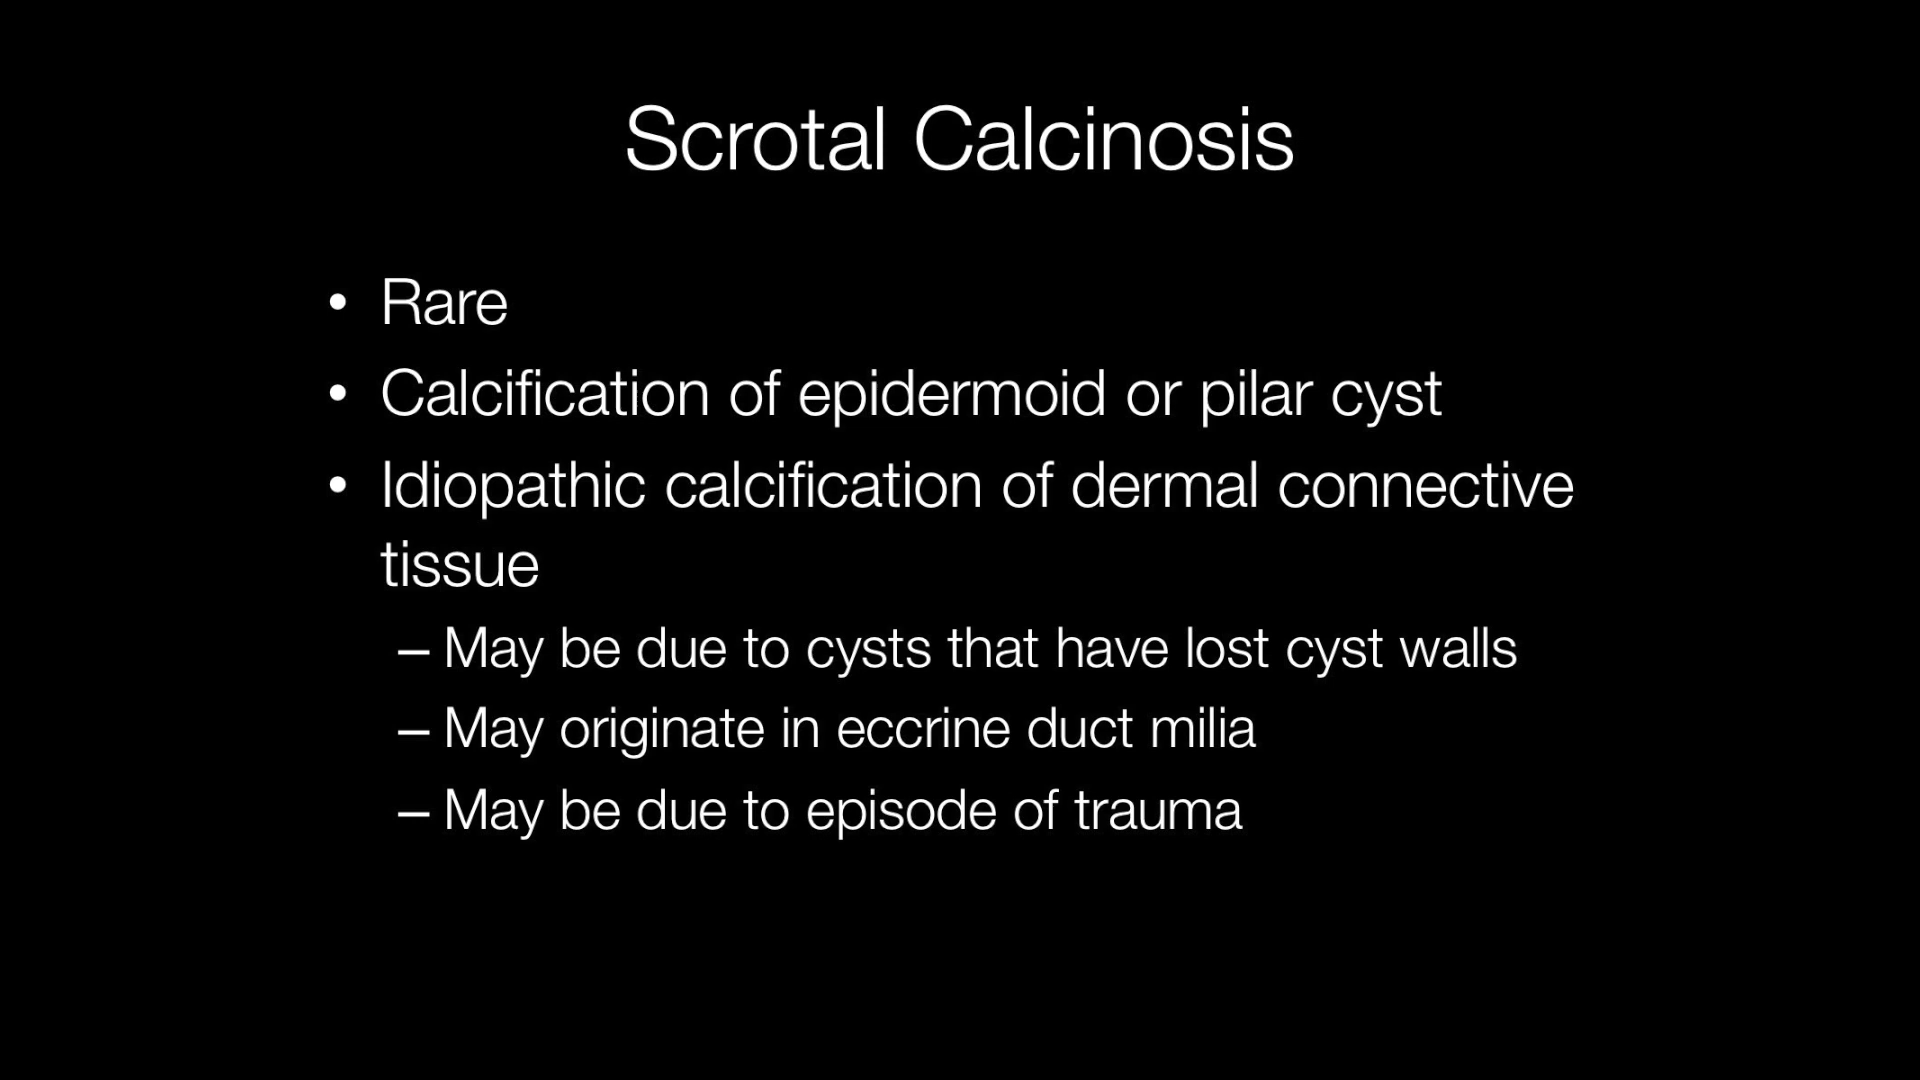 Scrotal Calcinosis
• Rare
• Calcification of epidermoid or pilar cyst
• Idiopathic calcification of dermal connective
tissue
– May be due to cysts that have lost cyst walls
– May originate in eccrine duct milia
– May be due to episode of trauma